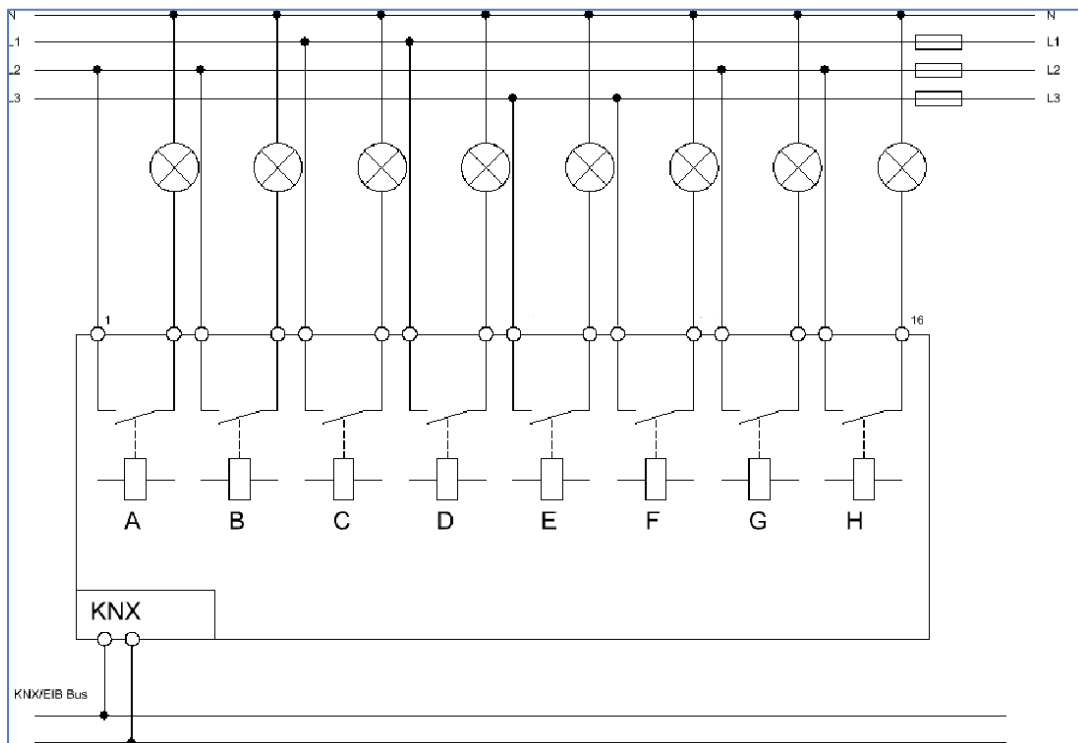 N N
L1 L1
L2 L2
L3 L3
1 16
A B C D E F G H
KNX
KNX/EIB Bus